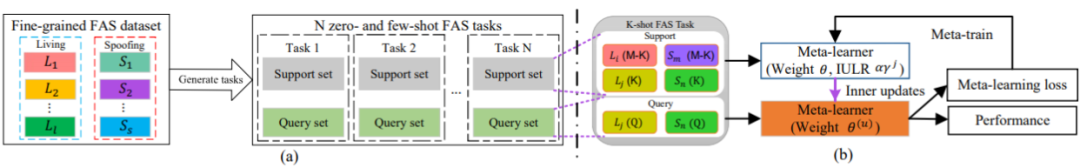 Fine-grained FAS dataset
Living
Spoofing
L₁
S₁
L₂
S₂
⋮
⋮
Lₗ
Sₛ
Generate tasks
N zero- and few-shot FAS tasks
Task 1
Task 2
Task N
Support set
Support set
Support set
...
Query set
Query set
Query set
(a)
K-shot FAS Task
Support
Lᵢ (M-K)
Sₘ (M-K)
Lⱼ (K)
Sₙ (K)
Query
Lⱼ (Q)
Sₙ (Q)
Meta-learner
(Weight θ, IULR αγʲ)
Inner updates
Meta-learner
(Weight θ⁽ᵘ⁾)
(b)
Meta-train
Meta-learning loss
Performance